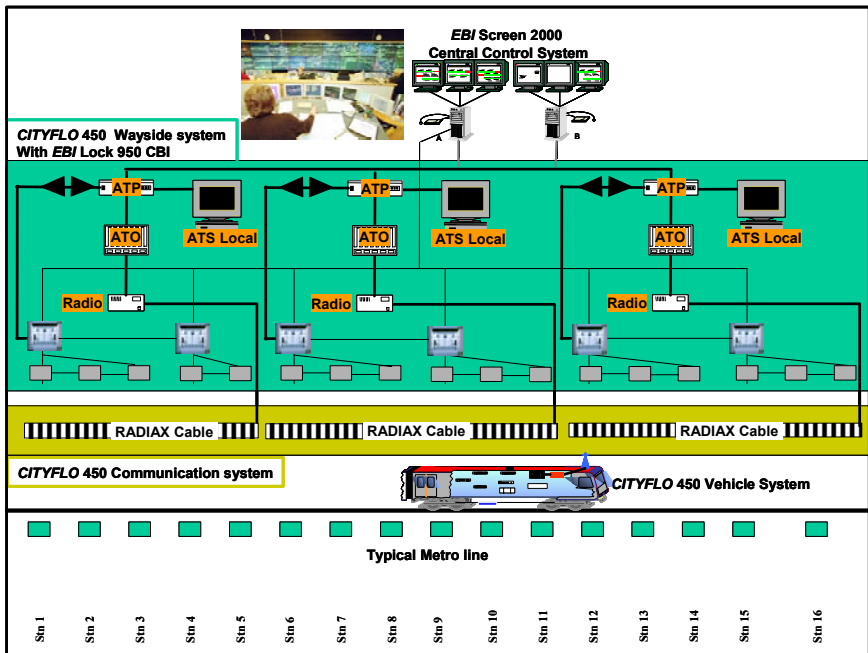 EBI Screen 2000
Central Control System
A
B
CITYFLO 450 Wayside system
With EBI Lock 950 CBI
ATP
ATP
ATP
ATS Local
ATS Local
ATS Local
ATO
ATO
ATO
Radio
Radio
Radio
RADIAX Cable
RADIAX Cable
RADIAX Cable
CITYFLO 450 Communication system
CITYFLO 450 Vehicle System
Typical Metro line
Stn 1
Stn 2
Stn 3
Stn 4
Stn 5
Stn 6
Stn 7
Stn 8
Stn 9
Stn 10
Stn 11
Stn 12
Stn 13
Stn 14
Stn 15
Stn 16